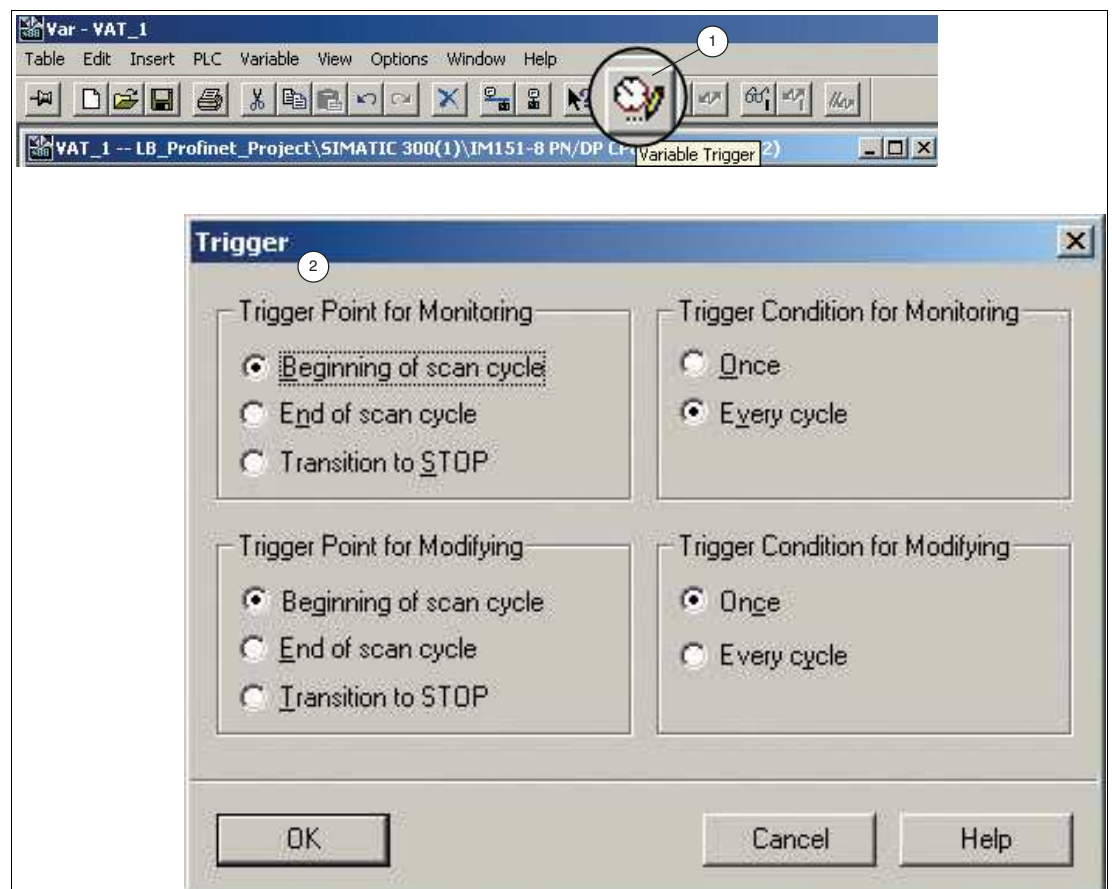 Var - VAT_1
Table Edit Insert PLC Variable View Options Window Help
1
VAT_1 -- LB_Profinet_Project\SIMATIC 300(1)\IM151-8 PN/DP 2)
Variable Trigger
Trigger
2
Trigger Point for Monitoring
Beginning of scan cycle
End of scan cycle
Transition to STOP
Trigger Condition for Monitoring
Once
Every cycle
Trigger Point for Modifying
Beginning of scan cycle
End of scan cycle
Transition to STOP
Trigger Condition for Modifying
Once
Every cycle
OK Cancel Help